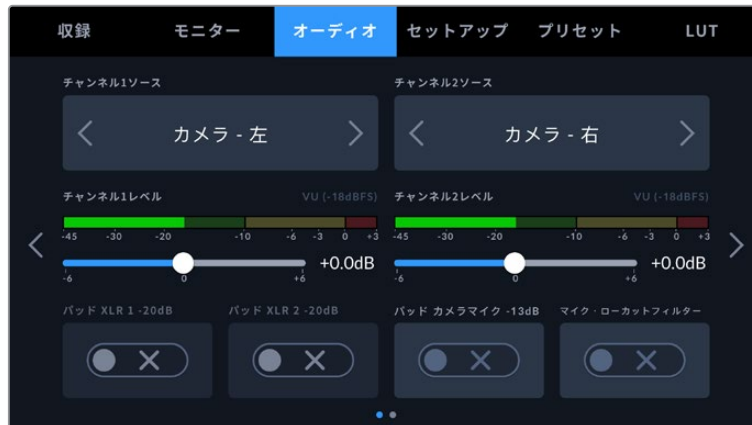 収録 モニター オーディオ セットアップ プリセット LUT
チャンネル1ソース チャンネル2ソース
カメラ - 左 カメラ - 右
チャンネル1レベル VU (-18dBFS) チャンネル2レベル VU (-18dBFS)
-45 -30 -20 -10 -6 -3 0 +3 -45 -30 -20 -10 -6 -3 0 +3
+0.0dB +0.0dB
-6 0 +6 -6 0 +6
パッド XLR 1 -20dB パッド XLR 2 -20dB パッド カメラマイク -13dB マイク・ローカットフィルター